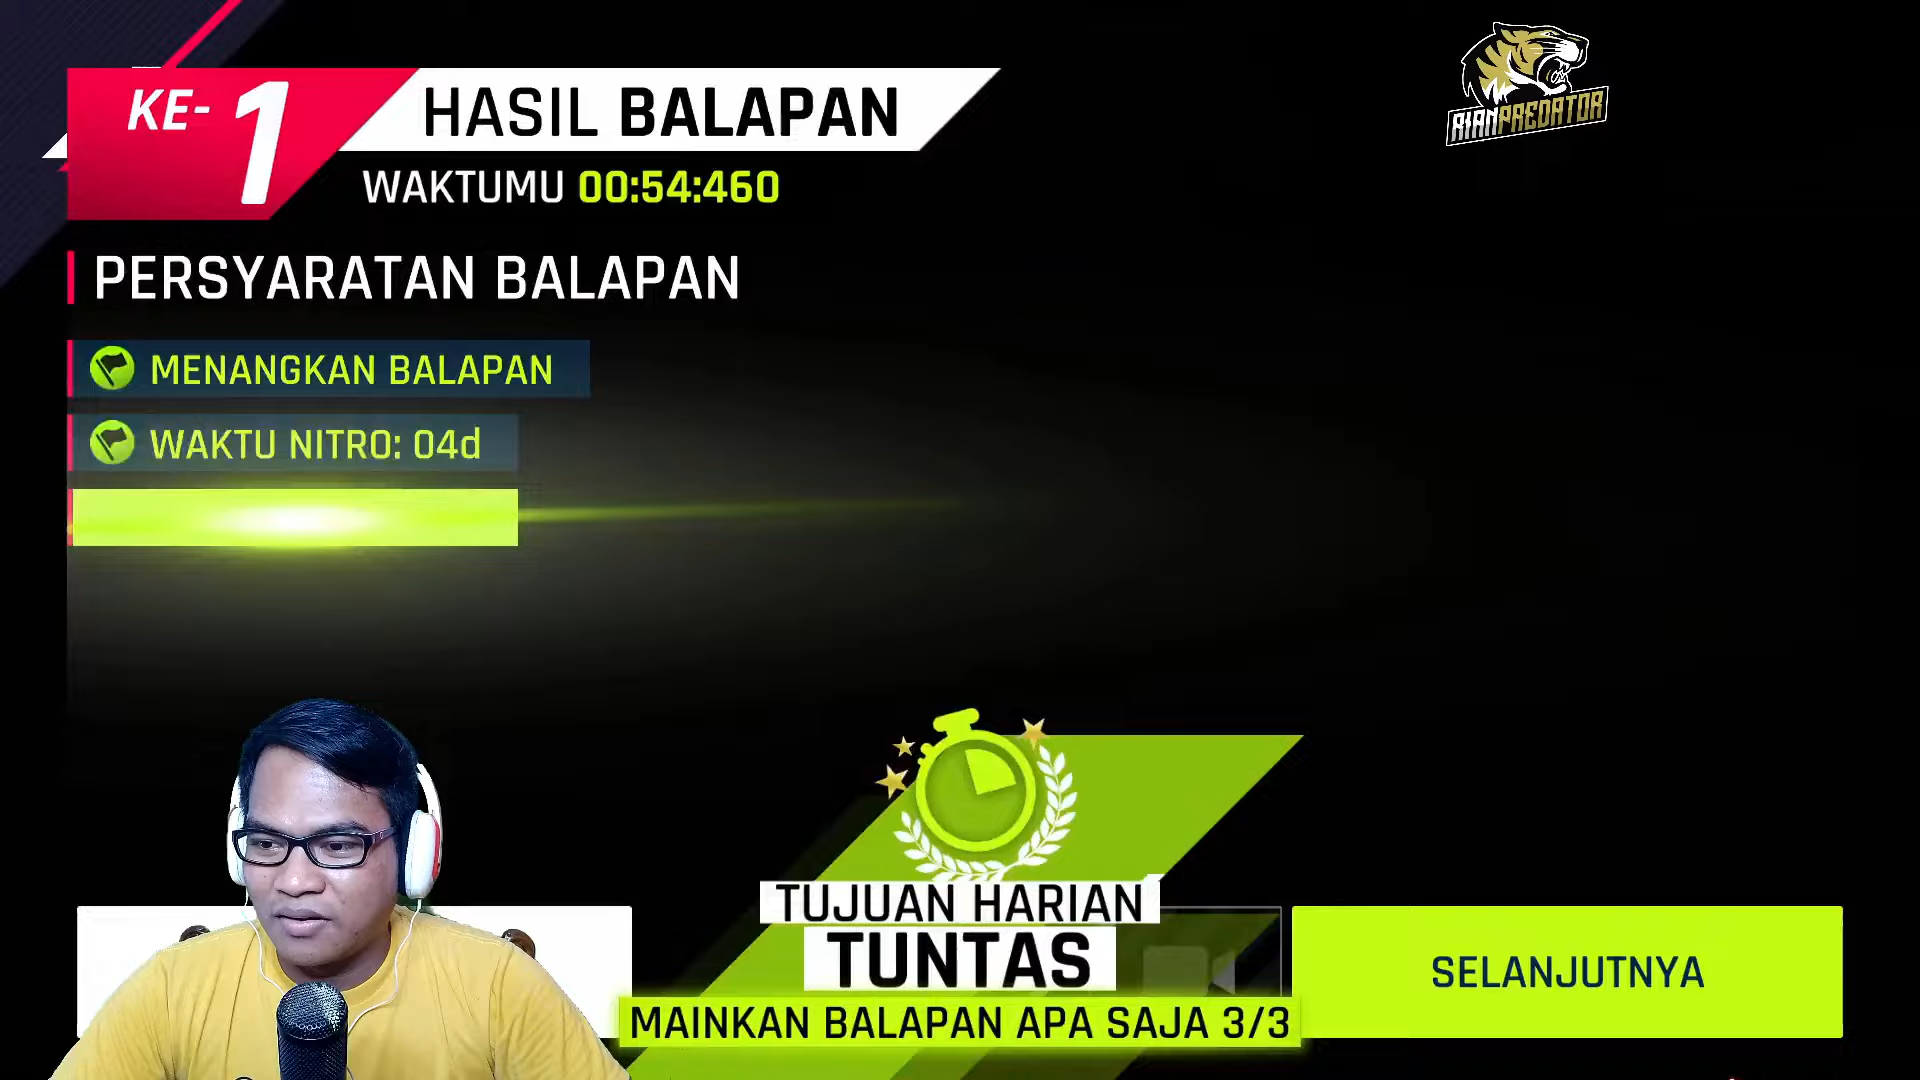 KE-1
HASIL BALAPAN
WAKTUMU 00:54:460
RIANPREDATOR
PERSYARATAN BALAPAN
MENANGKAN BALAPAN
WAKTU NITRO: 04d
TUJUAN HARIAN
TUNTAS
MAINKAN BALAPAN APA SAJA 3/3
SELANJUTNYA